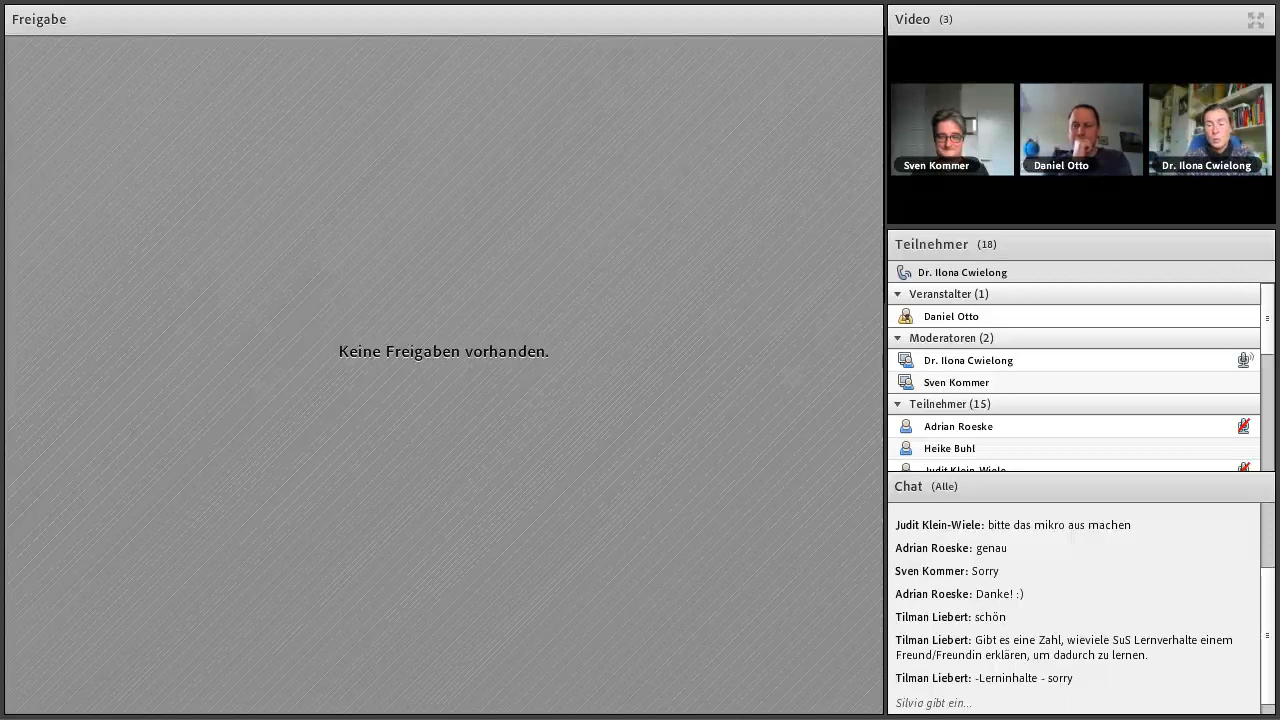 Freigabe
Keine Freigaben vorhanden.
Video (3)
Sven Kommer
Daniel Otto
Dr. Ilona Cwielong
Teilnehmer (18)
Dr. Ilona Cwielong
Veranstalter (1)
Daniel Otto
Moderatoren (2)
Dr. Ilona Cwielong
Sven Kommer
Teilnehmer (15)
Adrian Roeske
Heike Buhl
Judit Klein-Wiele
Chat (Alle)
Judit Klein-Wiele: bitte das mikro aus machen
Adrian Roeske: genau
Sven Kommer: Sorry
Adrian Roeske: Danke! :)
Tilman Liebert: schön
Tilman Liebert: Gibt es eine Zahl, wieviele SuS Lernverhalte einem
Freund/Freundin erklären, um dadurch zu lernen.
Tilman Liebert: -Lerninhalte - sorry
Silvia gibt ein...